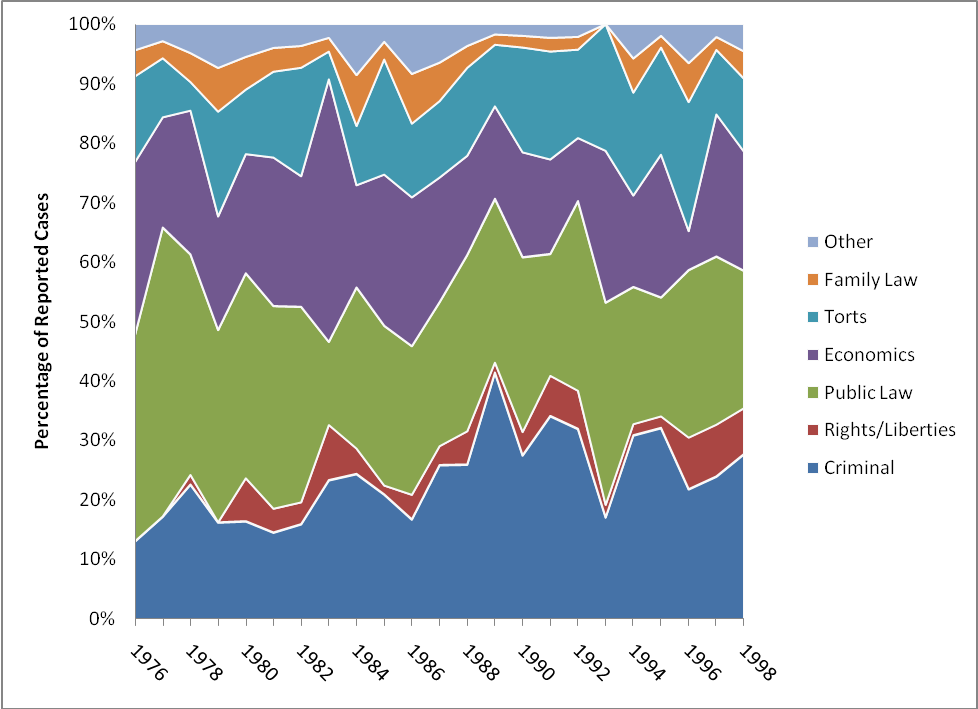 100%
90%
80%
70%
60%
50%
40%
30%
20%
10%
0%
Percentage of Reported Cases
1976
1978
1980
1982
1984
1986
1988
1990
1992
1994
1996
1998
Other
Family Law
Torts
Economics
Public Law
Rights/Liberties
Criminal